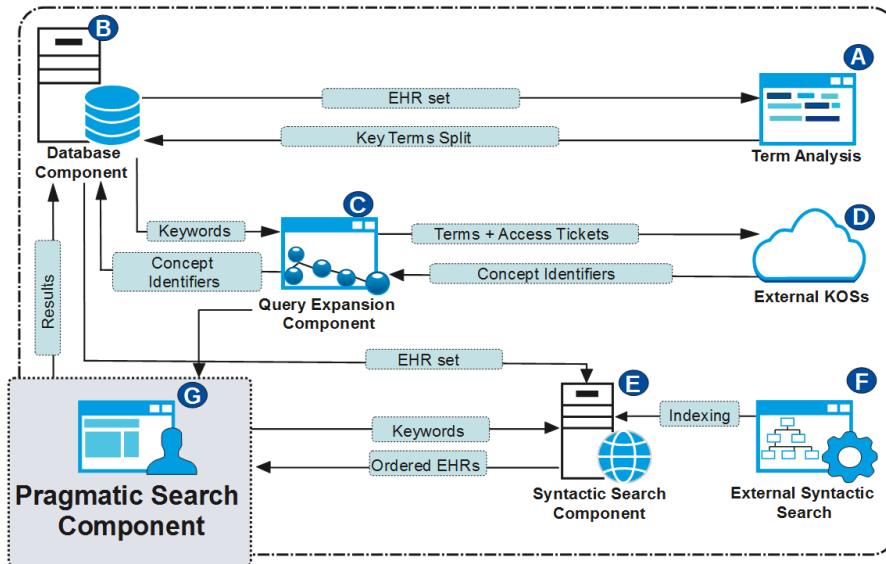 B
A
EHR set
Key Terms Split
Database
Component
Term Analysis
C
D
Keywords
Terms + Access Tickets
Concept
Identifiers
Concept Identifiers
Query Expansion
Component
External KOSs
Results
EHR set
G
E
F
Keywords
Indexing
Ordered EHRs
Pragmatic Search
Component
Syntactic Search
Component
External Syntactic
Search